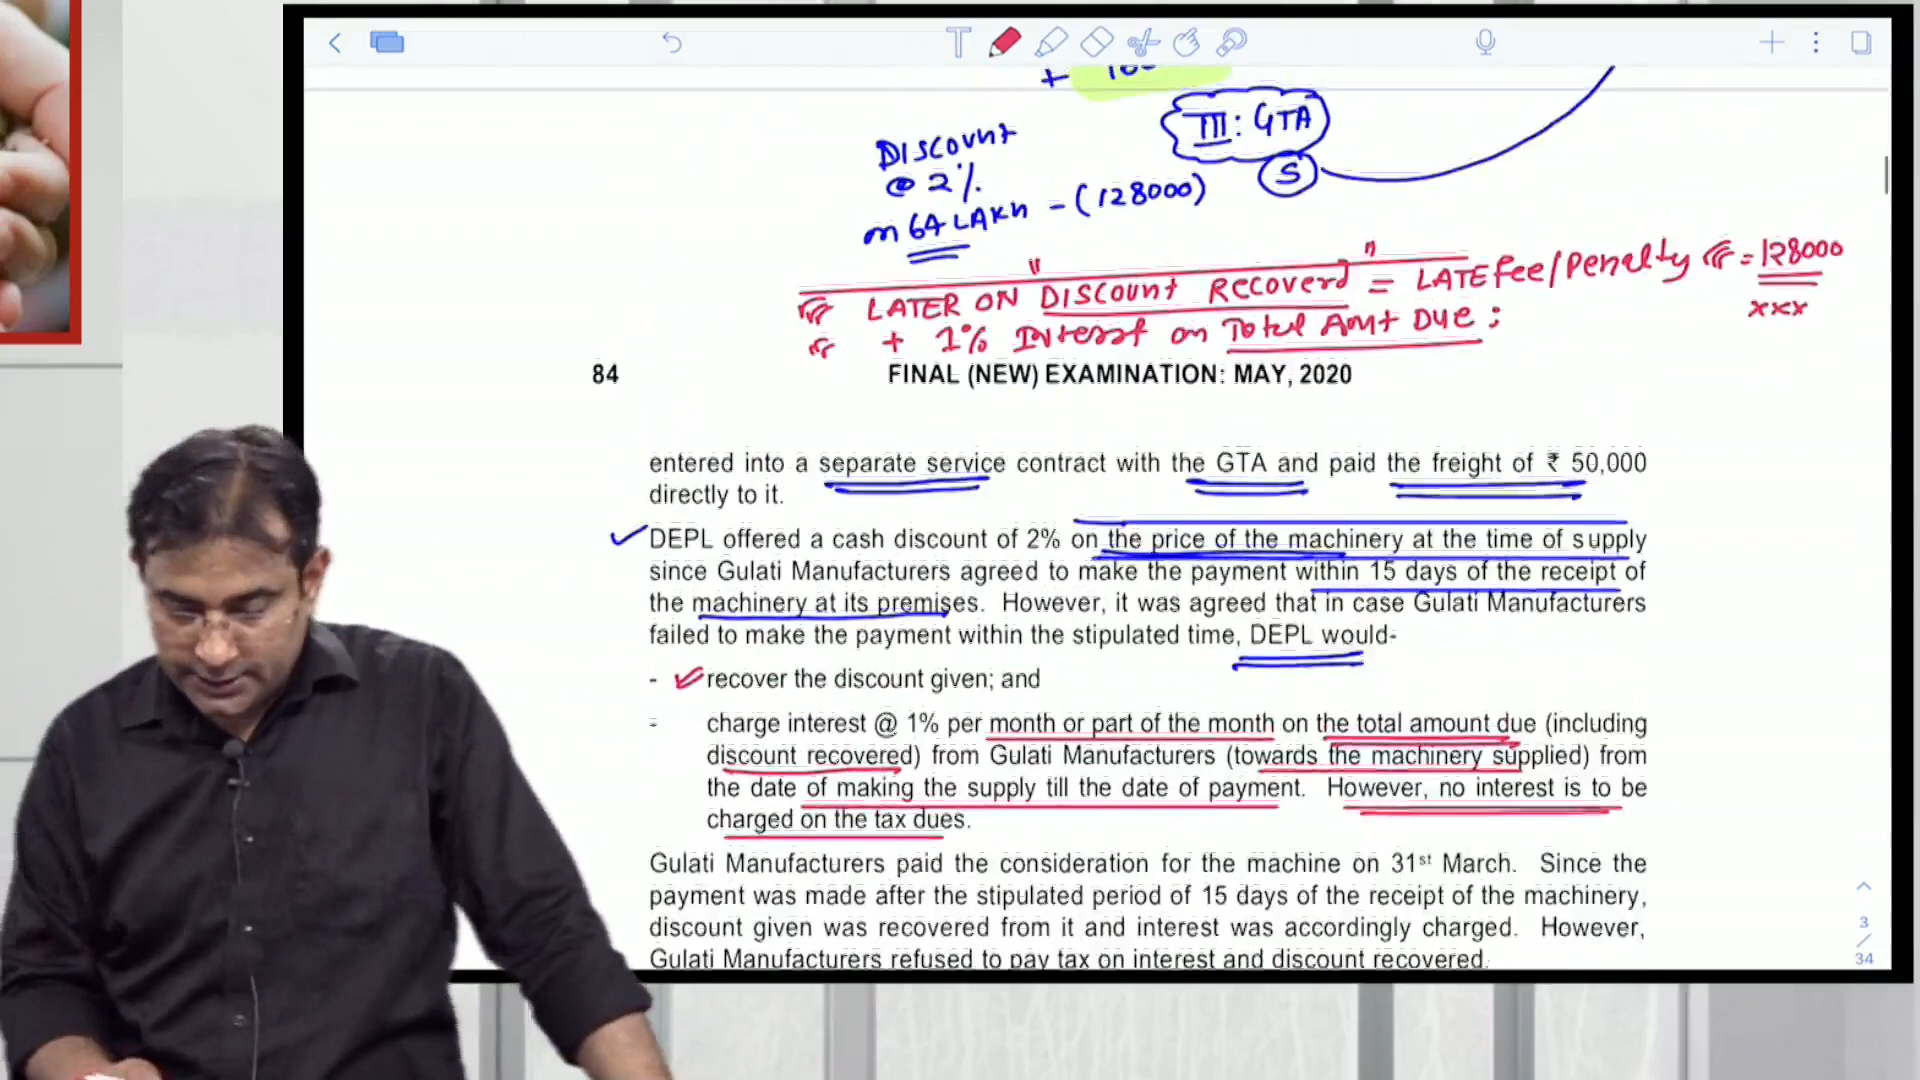 +
III: GTA
S
DISCOUNT
@ 2%
on 64 LAKH - (128000)
" "
LATER ON DISCOUNT RECOVERD = LATE Fee/Penalty = 128000
xxx
+ 1% Interest on Total Amt Due;
84 FINAL (NEW) EXAMINATION: MAY, 2020
entered into a separate service contract with the GTA and paid the freight of ₹ 50,000
directly to it.
DEPL offered a cash discount of 2% on the price of the machinery at the time of supply
since Gulati Manufacturers agreed to make the payment within 15 days of the receipt of
the machinery at its premises. However, it was agreed that in case Gulati Manufacturers
failed to make the payment within the stipulated time, DEPL would-
- recover the discount given; and
- charge interest @ 1% per month or part of the month on the total amount due (including
discount recovered) from Gulati Manufacturers (towards the machinery supplied) from
the date of making the supply till the date of payment. However, no interest is to be
charged on the tax dues.
Gulati Manufacturers paid the consideration for the machine on 31st March. Since the
payment was made after the stipulated period of 15 days of the receipt of the machinery,
discount given was recovered from it and interest was accordingly charged. However,
Gulati Manufacturers refused to pay tax on interest and discount recovered.
3
/
34